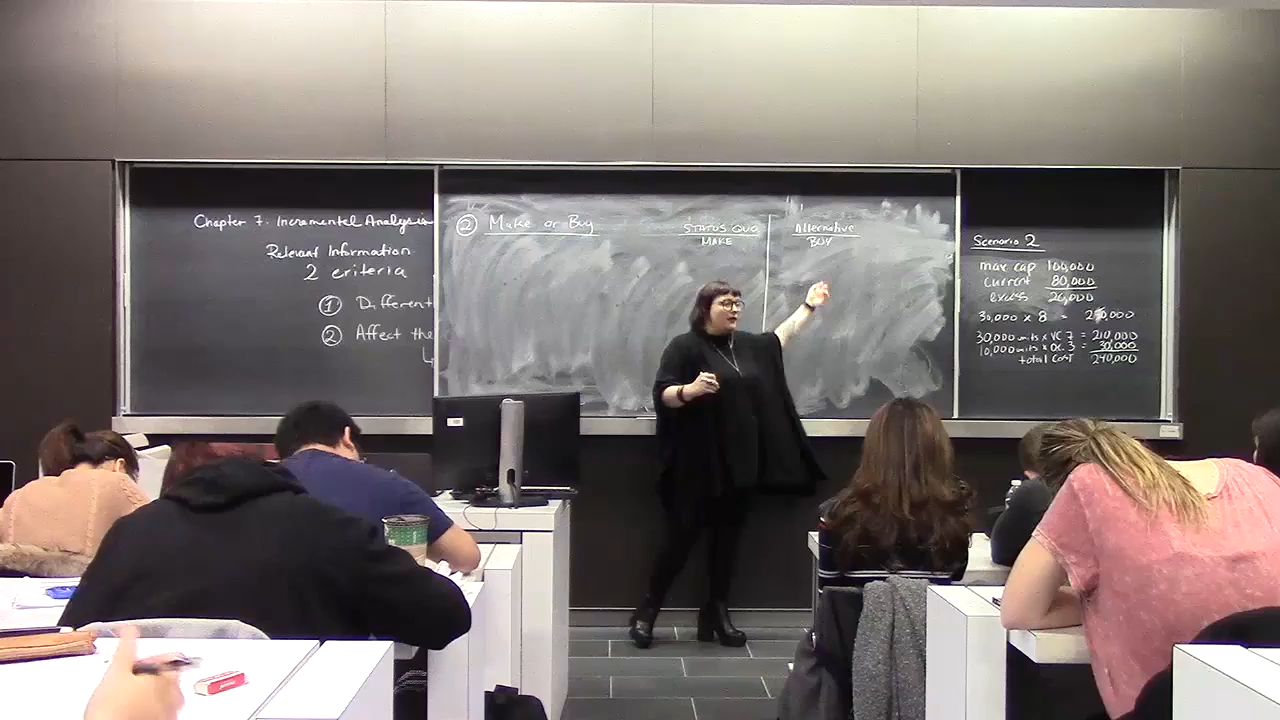 Chapter 7. Incramental Analysis
Relevant Information
2 criteria
① Different
② Affect the
② Make or Buy
STATUS QUO
MAKE
Alternative
BUY
Scenario 2
max cap 100,000
current 80,000
excess 20,000
30,000 x 8 = 240,000
30,000 units x VC 7 = 210,000
10,000 units x OC 3 = 30,000
total cost 240,000